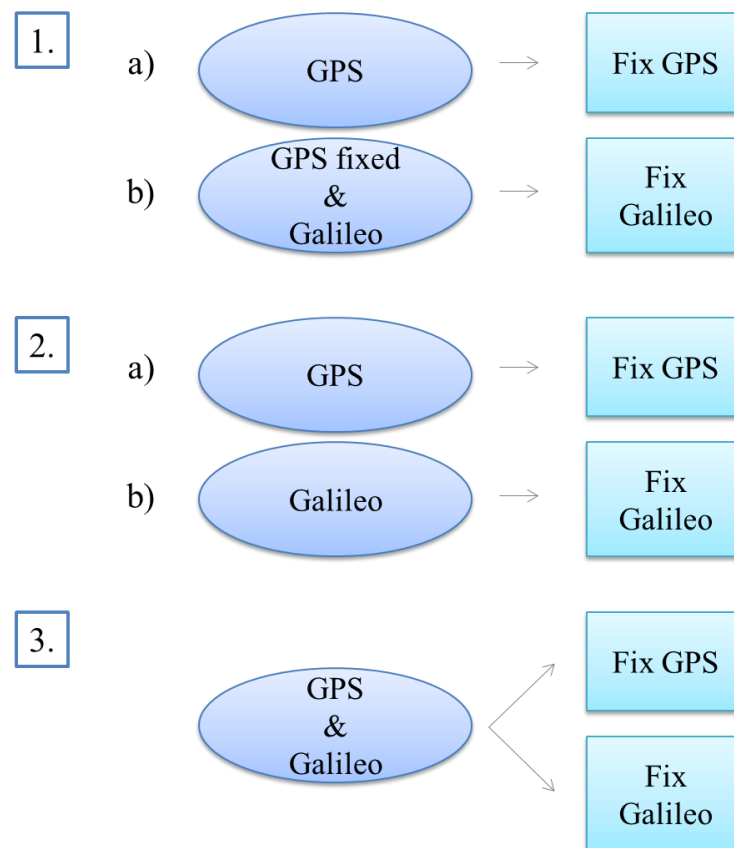 1.
a)
GPS
Fix GPS
b)
GPS fixed
&
Galileo
Fix
Galileo
2.
a)
GPS
Fix GPS
b)
Galileo
Fix
Galileo
3.
GPS
&
Galileo
Fix GPS
Fix
Galileo